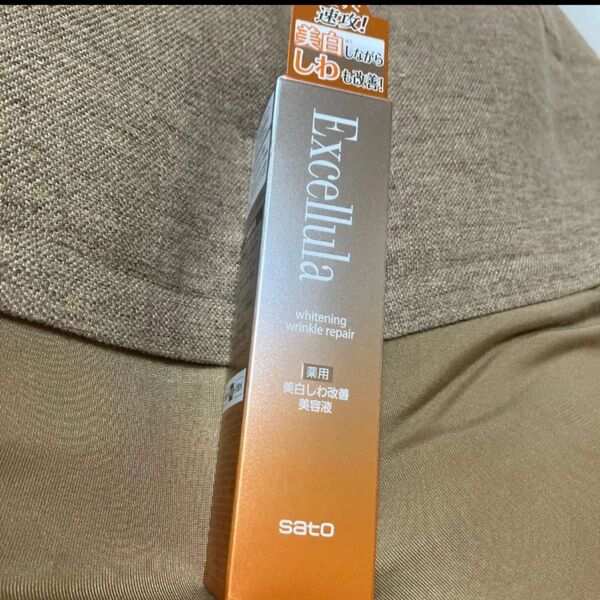 速攻!
美白しながら
しわも改善!
Excellula
whitening
wrinkle repair
薬用
美白しわ改善
美容液
sato